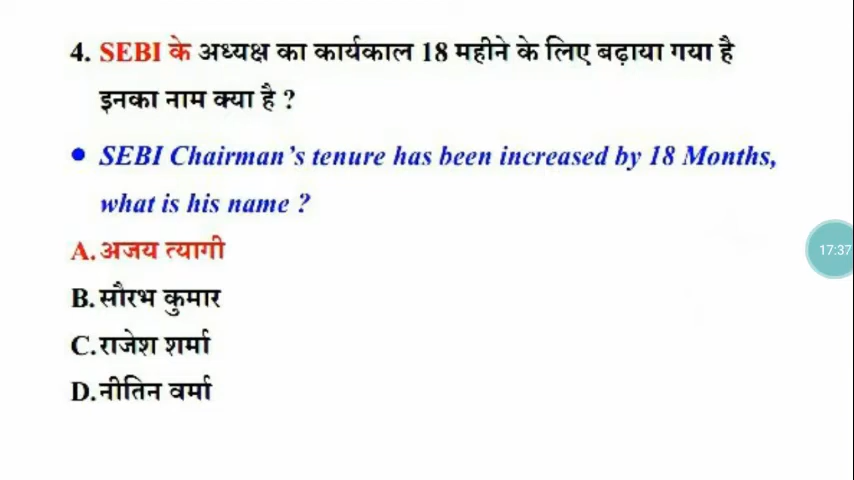 4. SEBI के अध्यक्ष का कार्यकाल 18 महीने के लिए बढ़ाया गया है
इनका नाम क्या है ?
• SEBI Chairman's tenure has been increased by 18 Months,
what is his name ?
A. अजय त्यागी
B. सौरभ कुमार
C. राजेश शर्मा
D. नीतिन वर्मा
17:37